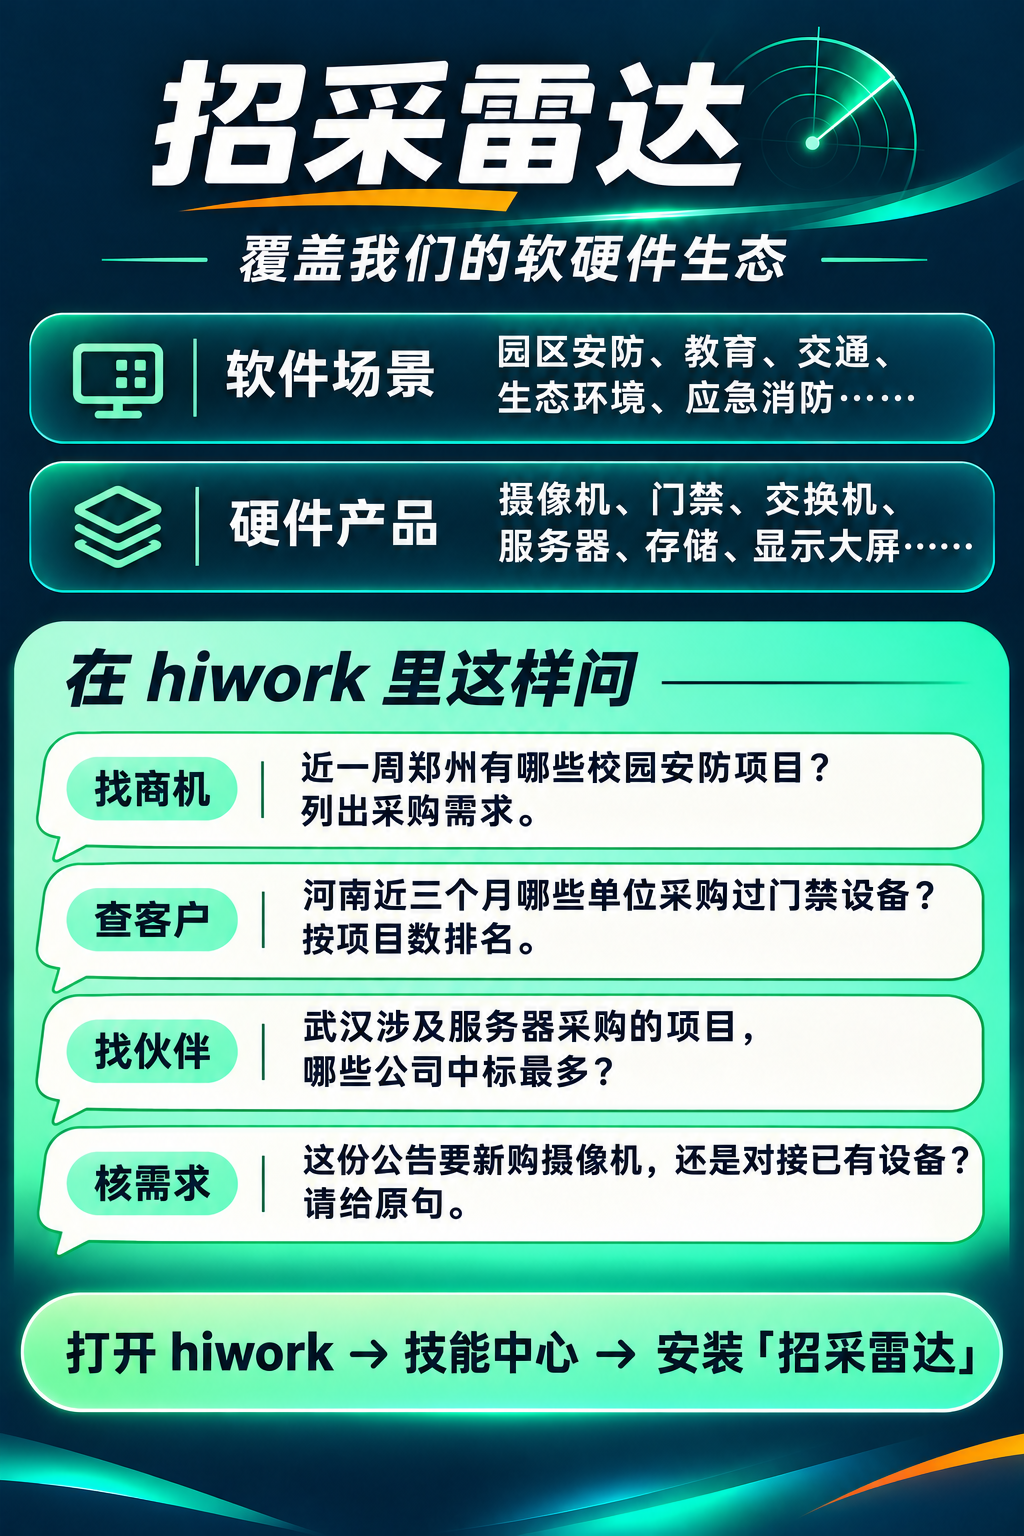 招采雷达
覆盖我们的软硬件生态
软件场景
园区安防、教育、交通、
生态环境、应急消防……
硬件产品
摄像机、门禁、交换机、
服务器、存储、显示大屏……
在 hiwork 里这样问
找商机
近一周郑州有哪些校园安防项目？
列出采购需求。
查客户
河南近三个月哪些单位采购过门禁设备？
按项目数排名。
找伙伴
武汉涉及服务器采购的项目，
哪些公司中标最多？
核需求
这份公告要新购摄像机，还是对接已有设备？
请给原句。
打开 hiwork → 技能中心 → 安装「招采雷达」